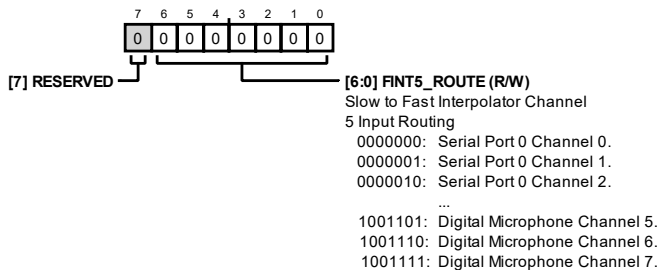 7 6 5 4 3 2 1 0
0 0 0 0 0 0 0 0
[7] RESERVED
[6:0] FINT5_ROUTE (R/W)
Slow to Fast Interpolator Channel
5 Input Routing
0000000: Serial Port 0 Channel 0.
0000001: Serial Port 0 Channel 1.
0000010: Serial Port 0 Channel 2.
...
1001101: Digital Microphone Channel 5.
1001110: Digital Microphone Channel 6.
1001111: Digital Microphone Channel 7.